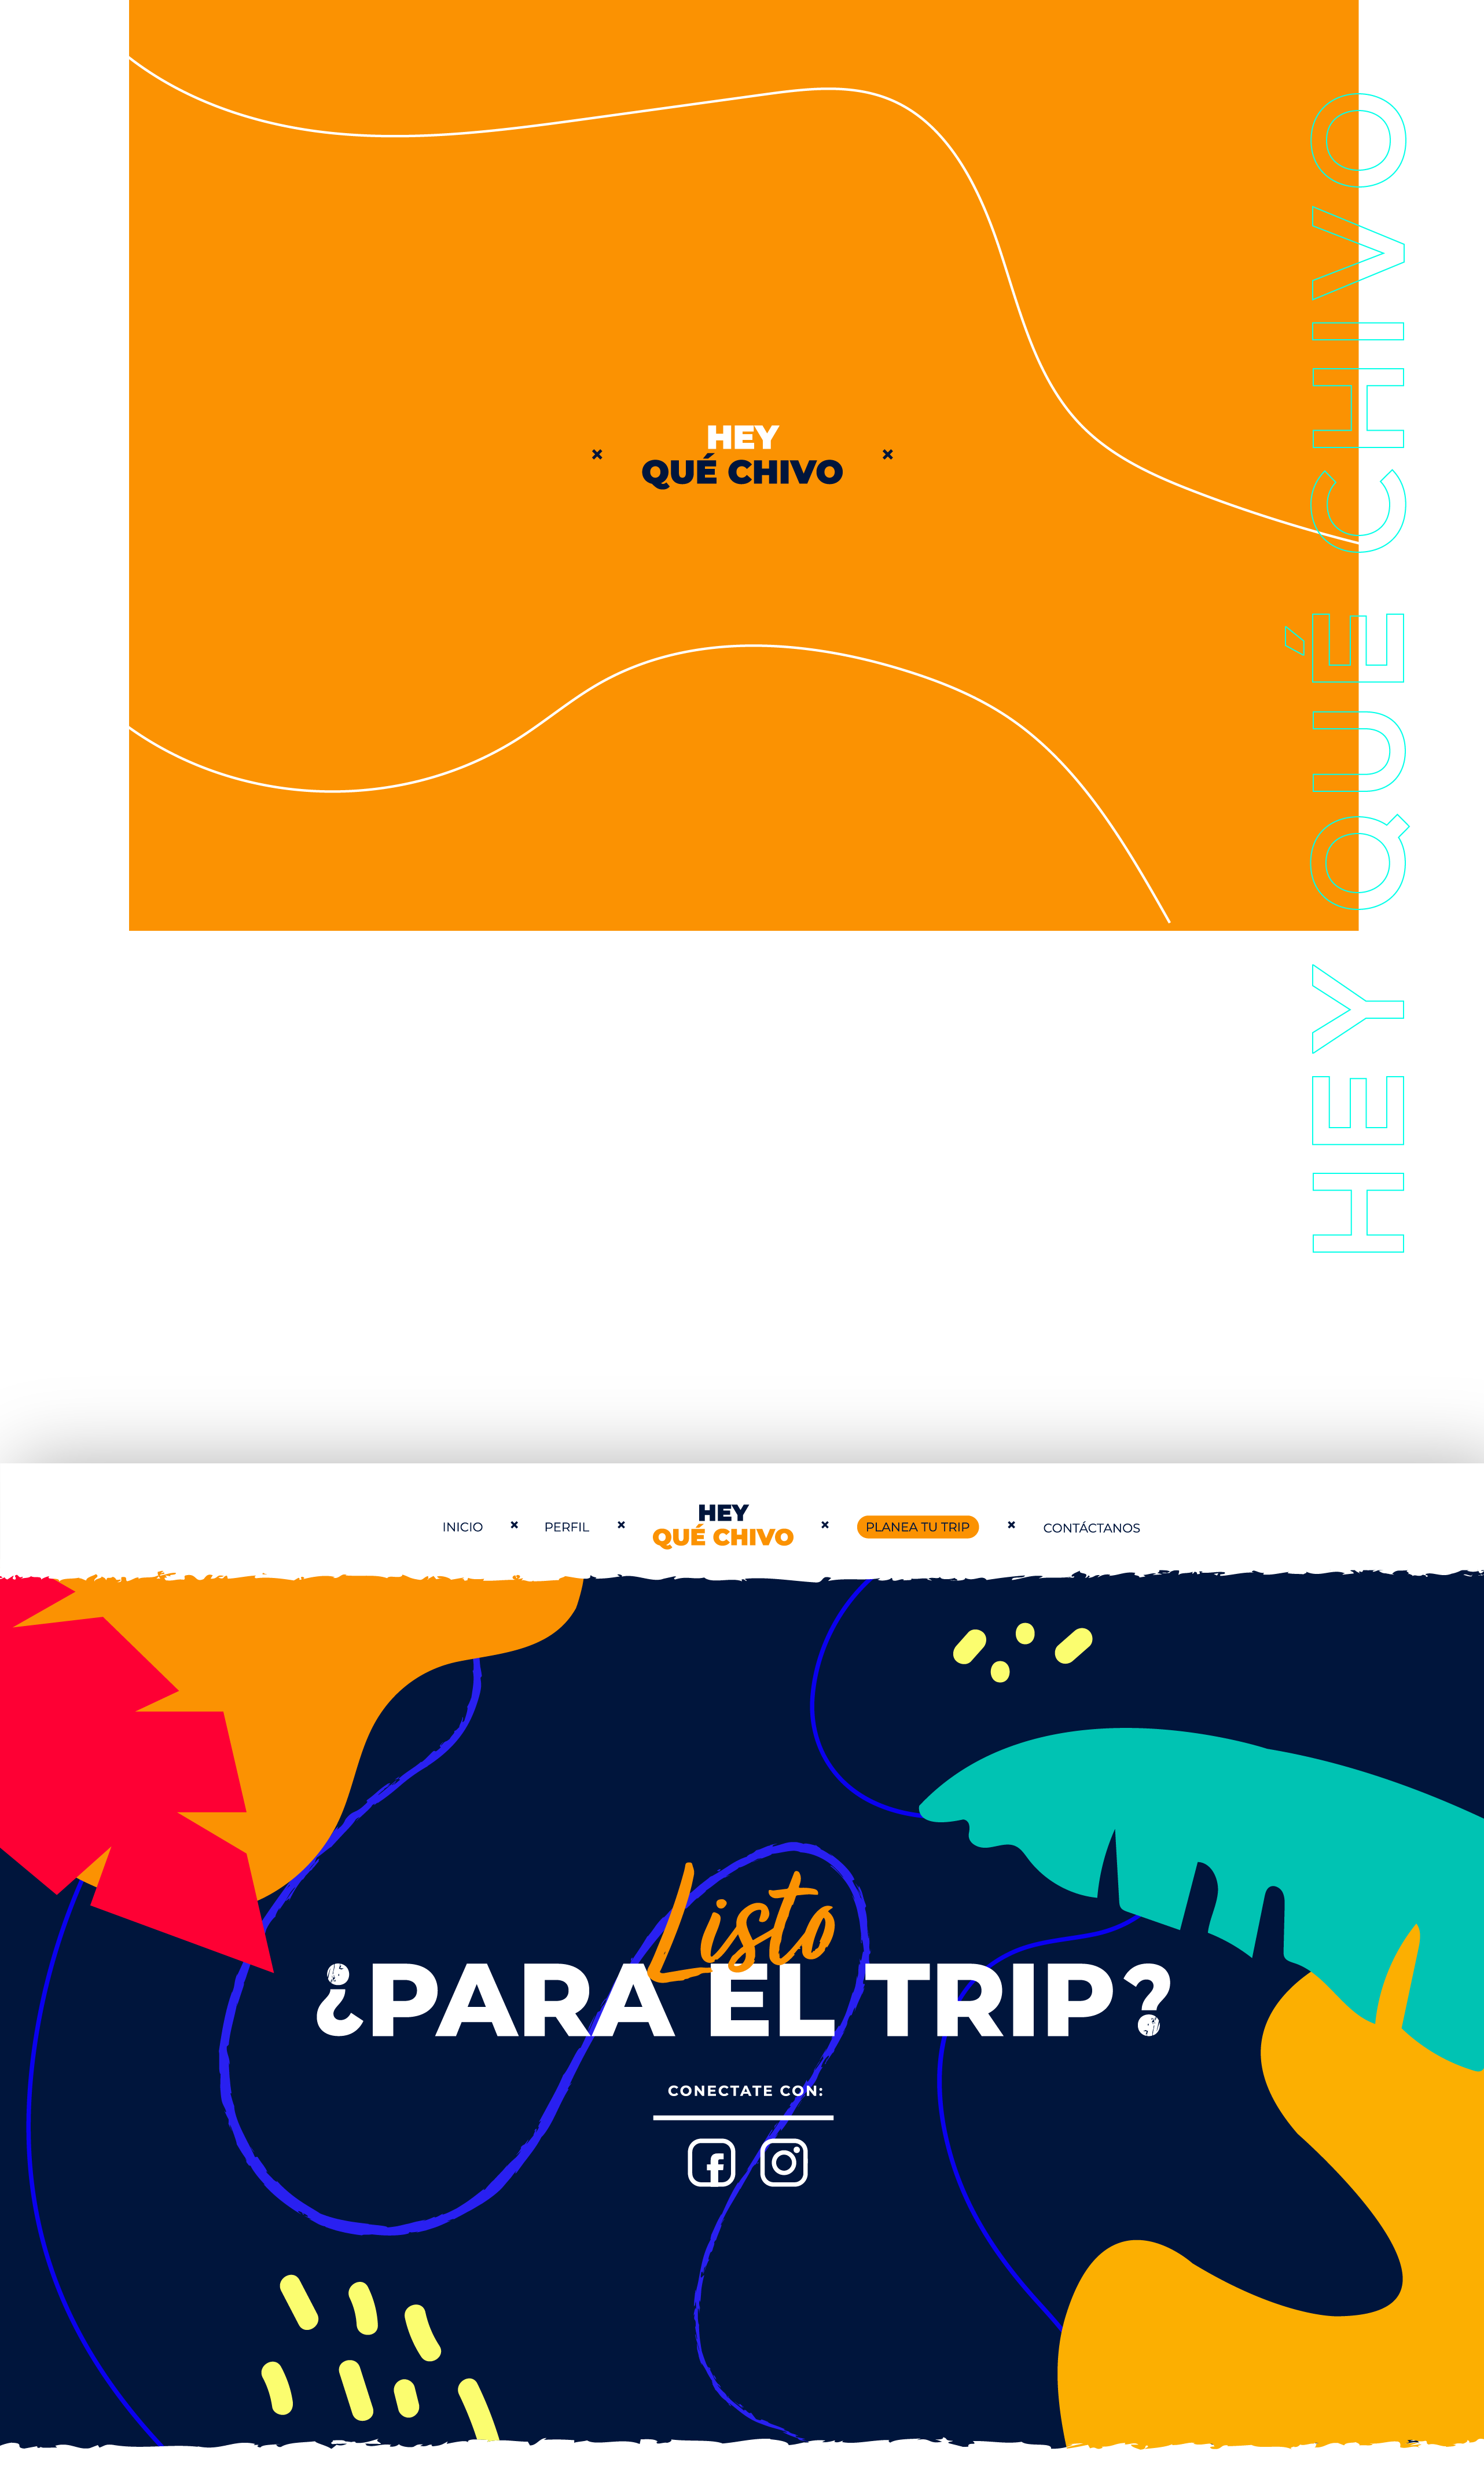 HEY
QUÉ CHIVO
HEY QUÉ CHIVO
INICIO
PERFIL
HEY
QUÉ CHIVO
PLANEA TU TRIP
CONTÁCTANOS
Listo
¿PARA EL TRIP?
CONECTATE CON: